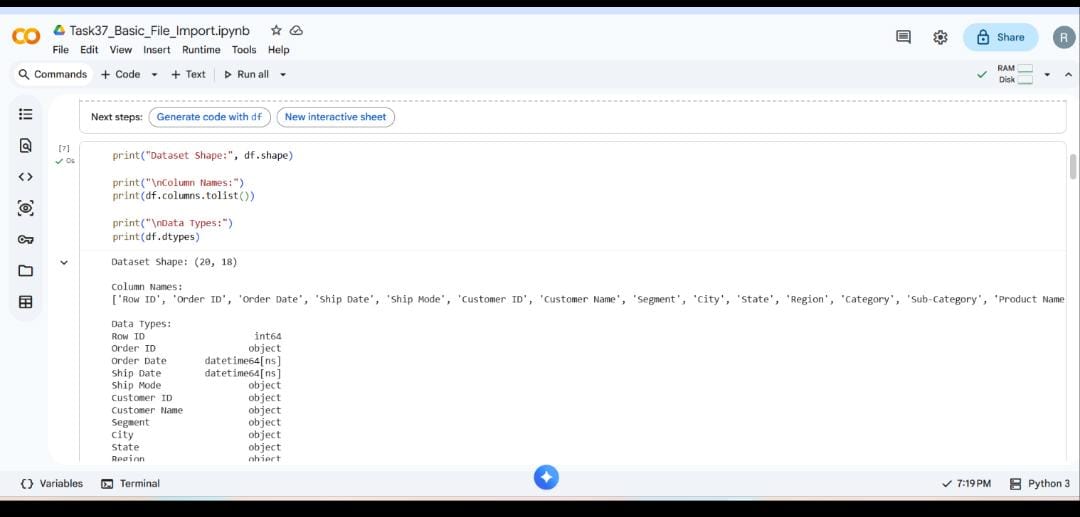 Task37_Basic_File_Import.ipynb
File Edit View Insert Runtime Tools Help
Share
R
Commands + Code + Text Run all
RAM
Disk
Next steps: Generate code with df New interactive sheet
[7]
0s
print("Dataset Shape:", df.shape)
print("\nColumn Names:")
print(df.columns.tolist())
print("\nData Types:")
print(df.dtypes)
Dataset Shape: (20, 18)
Column Names:
['Row ID', 'Order ID', 'Order Date', 'Ship Date', 'Ship Mode', 'Customer ID', 'Customer Name', 'Segment', 'City', 'State', 'Region', 'Category', 'Sub-Category', 'Product Name
Data Types:
Row ID int64
Order ID object
Order Date datetime64[ns]
Ship Date datetime64[ns]
Ship Mode object
Customer ID object
Customer Name object
Segment object
City object
State object
Region object
{} Variables Terminal
7:19 PM Python 3